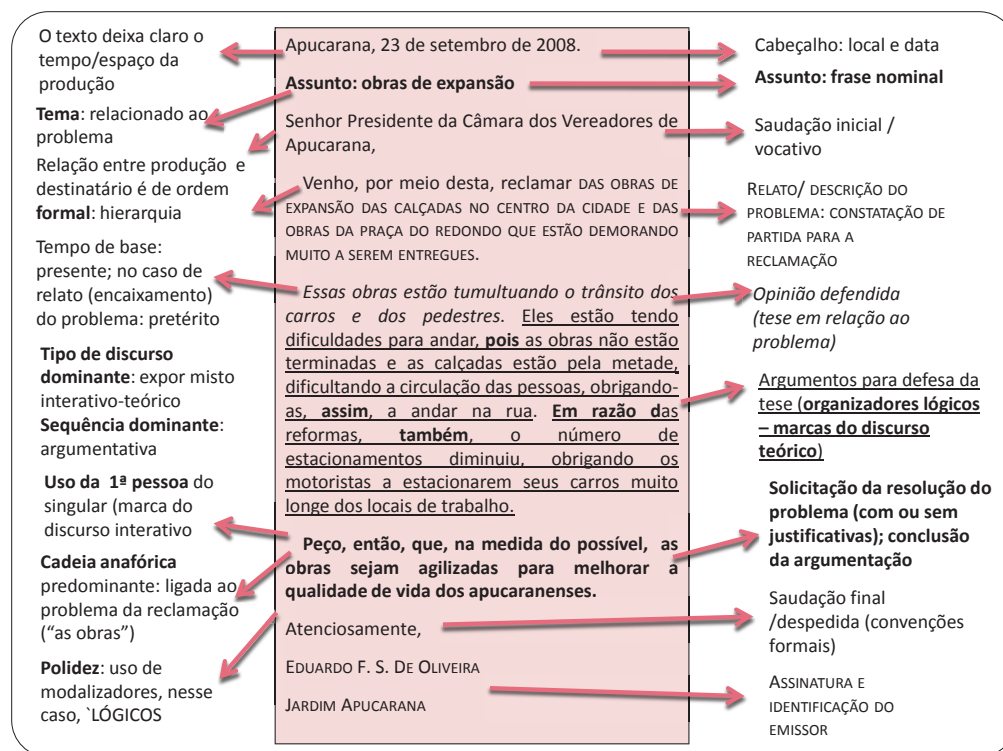 O texto deixa claro o
tempo/espaço da
produção
Tema: relacionado ao
problema
Relação entre produção e
destinatário é de ordem
formal: hierarquia
Tempo de base:
presente; no caso de
relato (encaixamento)
do problema: pretérito
Tipo de discurso
dominante: expor misto
interativo-teórico
Sequência dominante:
argumentativa
Uso da 1ª pessoa do
singular (marca do
discurso interativo
Cadeia anafórica
predominante: ligada ao
problema da reclamação
(“as obras”)
Polidez: uso de
modalizadores, nesse
caso, `LÓGICOS
Apucarana, 23 de setembro de 2008.
Assunto: obras de expansão
Senhor Presidente da Câmara dos Vereadores de
Apucarana,
Venho, por meio desta, reclamar DAS OBRAS DE
EXPANSÃO DAS CALÇADAS NO CENTRO DA CIDADE E DAS
OBRAS DA PRAÇA DO REDONDO QUE ESTÃO DEMORANDO
MUITO A SEREM ENTREGUES.
Essas obras estão tumultuando o trânsito dos
carros e dos pedestres. Eles estão tendo
dificuldades para andar, pois as obras não estão
terminadas e as calçadas estão pela metade,
dificultando a circulação das pessoas, obrigando-
as, assim, a andar na rua. Em razão das
reformas, também, o número de
estacionamentos diminuiu, obrigando os
motoristas a estacionarem seus carros muito
longe dos locais de trabalho.
Peço, então, que, na medida do possível, as
obras sejam agilizadas para melhorar a
qualidade de vida dos apucaranenses.
Atenciosamente,
EDUARDO F. S. DE OLIVEIRA
JARDIM APUCARANA
Cabeçalho: local e data
Assunto: frase nominal
Saudação inicial /
vocativo
RELATO/ DESCRIÇÃO DO
PROBLEMA: CONSTATAÇÃO DE
PARTIDA PARA A
RECLAMAÇÃO
Opinião defendida
(tese em relação ao
problema)
Argumentos para defesa da
tese (organizadores lógicos
– marcas do discurso
teórico)
Solicitação da resolução do
problema (com ou sem
justificativas); conclusão
da argumentação
Saudação final
/despedida (convenções
formais)
ASSINATURA E
IDENTIFICAÇÃO DO
EMISSOR